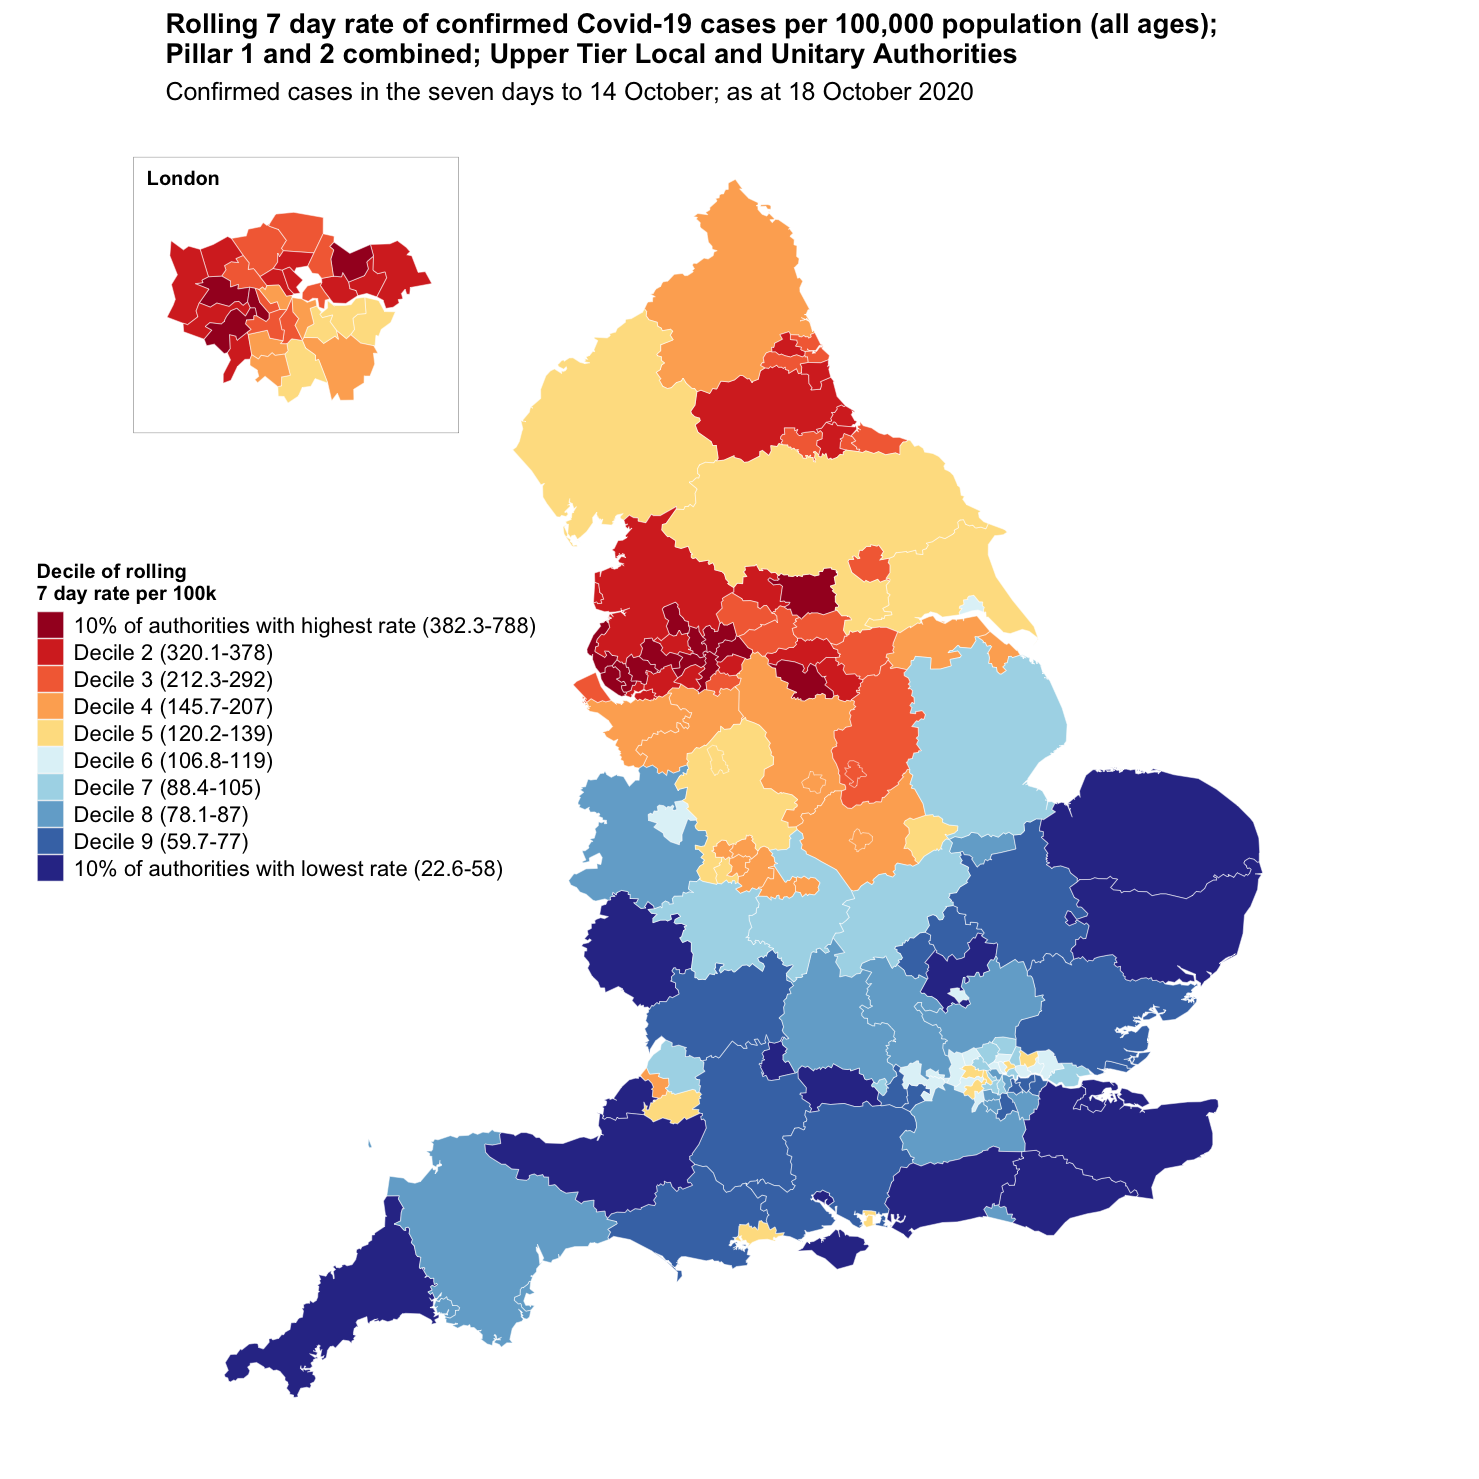 Rolling 7 day rate of confirmed Covid-19 cases per 100,000 population (all ages);
Pillar 1 and 2 combined; Upper Tier Local and Unitary Authorities
Confirmed cases in the seven days to 14 October; as at 18 October 2020
London
Decile of rolling
7 day rate per 100k
10% of authorities with highest rate (382.3-788)
Decile 2 (320.1-378)
Decile 3 (212.3-292)
Decile 4 (145.7-207)
Decile 5 (120.2-139)
Decile 6 (106.8-119)
Decile 7 (88.4-105)
Decile 8 (78.1-87)
Decile 9 (59.7-77)
10% of authorities with lowest rate (22.6-58)